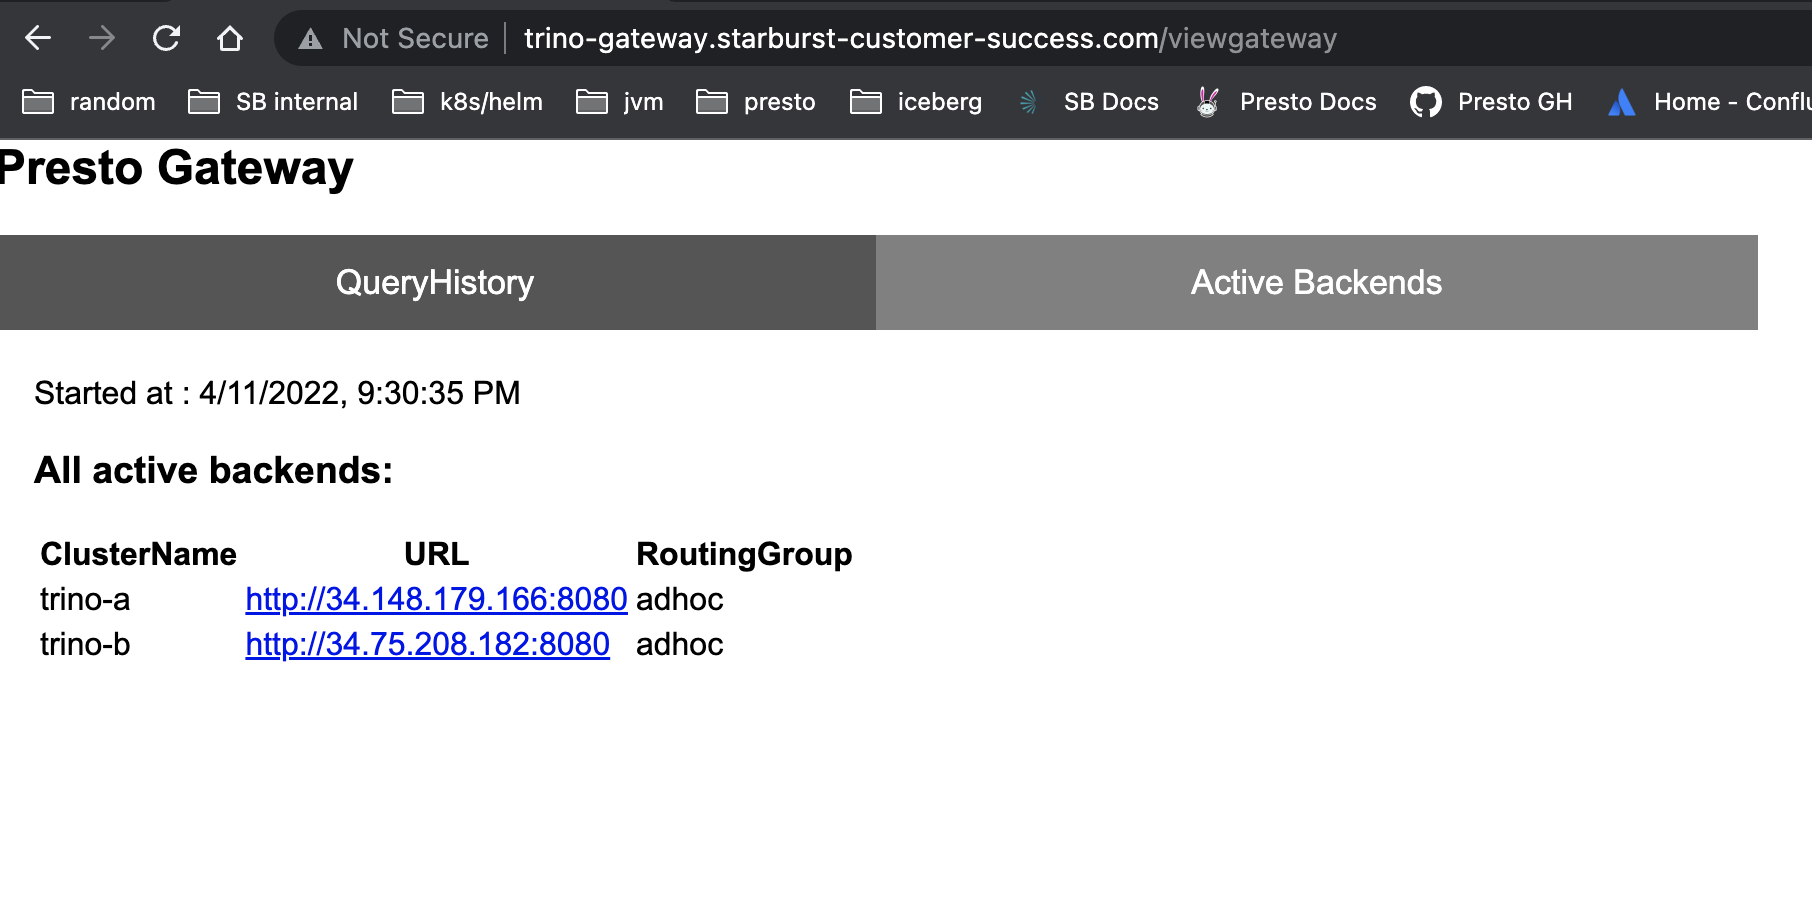 Not Secure trino-gateway.starburst-customer-success.com/viewgateway
random SB internal k8s/helm jvm presto iceberg SB Docs Presto Docs Presto GH Home - Conflu
Presto Gateway
QueryHistory Active Backends
Started at : 4/11/2022, 9:30:35 PM
All active backends:
ClusterName URL RoutingGroup
trino-a http://34.148.179.166:8080 adhoc
trino-b http://34.75.208.182:8080 adhoc